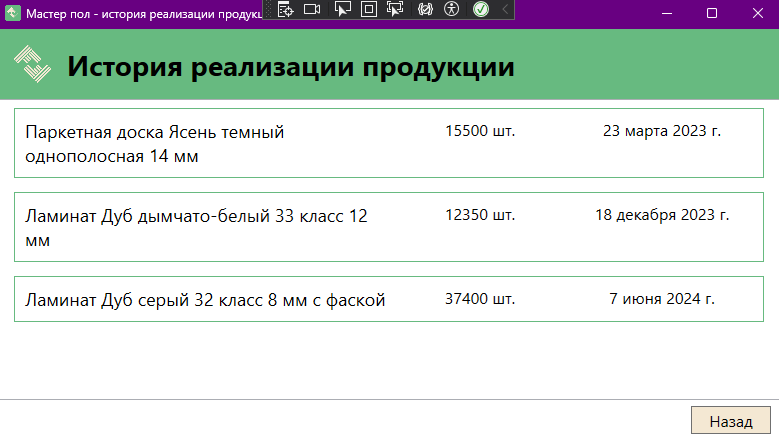 Мастер пол - история реализации продукц
История реализации продукции
Паркетная доска Ясень темный
однополосная 14 мм
15500 шт.
23 марта 2023 г.
Ламинат Дуб дымчато-белый 33 класс 12
мм
12350 шт.
18 декабря 2023 г.
Ламинат Дуб серый 32 класс 8 мм с фаской
37400 шт.
7 июня 2024 г.
Назад